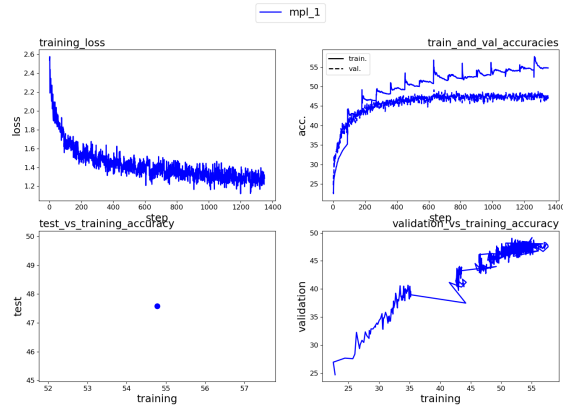 mpl_1
training_loss
loss
2.6
2.4
2.2
2.0
1.8
1.6
1.4
1.2
0 200 400 600 800 1000 1200 1400
step
train_and_val_accuracies
train.
val.
acc.
55
50
45
40
35
30
25
0 200 400 600 800 1000 1200 1400
step
test_vs_training_accuracy
test
50
49
48
47
46
45
52 53 54 55 56 57
training
validation_vs_training_accuracy
validation
50
45
40
35
30
25
25 30 35 40 45 50 55
training